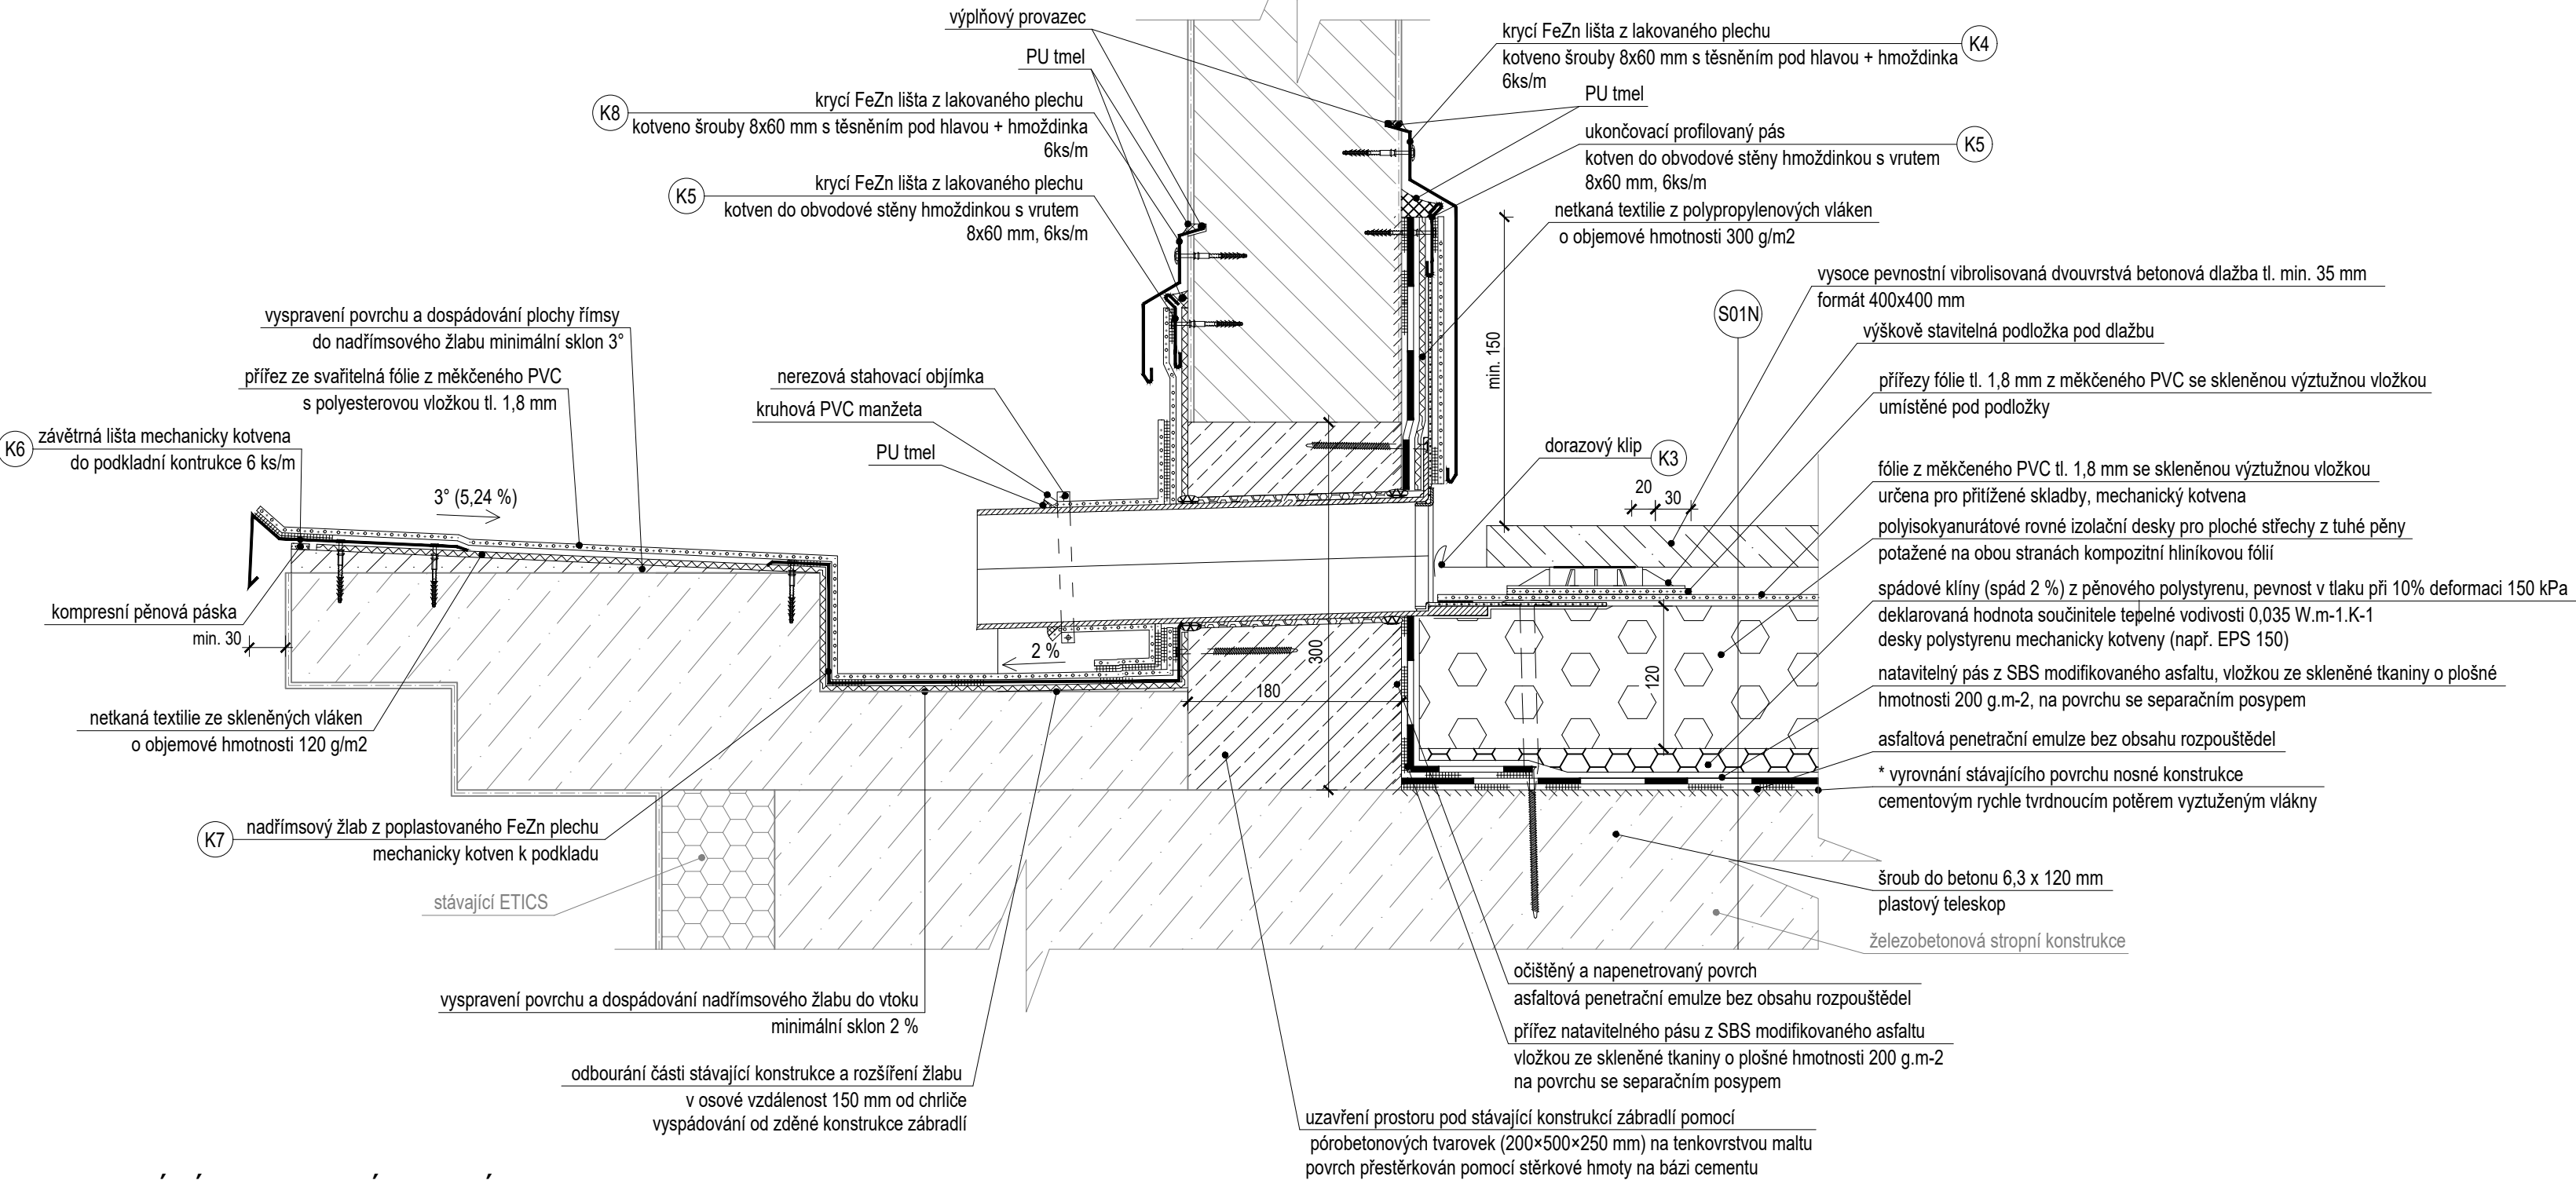 výplňový provazec
PU tmel
K8
krycí FeZn lišta z lakovaného plechu
kotveno šrouby 8x60 mm s těsněním pod hlavou + hmoždinka
6ks/m
K5
krycí FeZn lišta z lakovaného plechu
kotven do obvodové stěny hmoždinkou s vrutem
8x60 mm, 6ks/m
vyspravení povrchu a dospádování plochy římsy
do nadřímsového žlabu minimální sklon 3°
přířez ze svařitelná fólie z měkčeného PVC
s polyesterovou vložkou tl. 1,8 mm
K6
závětrná lišta mechanicky kotvena
do podkladní kontrukce 6 ks/m
3° (5,24 %)
nerezová stahovací objímka
kruhová PVC manžeta
PU tmel
kompresní pěnová páska
min. 30
netkaná textilie ze skleněných vláken
o objemové hmotnosti 120 g/m2
K7
nadřímsový žlab z poplastovaného FeZn plechu
mechanicky kotven k podkladu
stávající ETICS
vyspravení povrchu a dospádování nadřímsového žlabu do vtoku
minimální sklon 2 %
odbourání části stávající konstrukce a rozšíření žlabu
v osové vzdálenost 150 mm od chrliče
vyspádování od zděné konstrukce zábradlí
2 %
180
300
120
min. 150
20
30
krycí FeZn lišta z lakovaného plechu
kotveno šrouby 8x60 mm s těsněním pod hlavou + hmoždinka
6ks/m
K4
PU tmel
ukončovací profilovaný pás
kotven do obvodové stěny hmoždinkou s vrutem
8x60 mm, 6ks/m
K5
netkaná textilie z polypropylenových vláken
o objemové hmotnosti 300 g/m2
vysoce pevnostní vibrolisovaná dvouvrstvá betonová dlažba tl. min. 35 mm
formát 400x400 mm
S01N
výškově stavitelná podložka pod dlažbu
přířezy fólie tl. 1,8 mm z měkčeného PVC se skleněnou výztužnou vložkou
umístěné pod podložky
dorazový klip
K3
fólie z měkčeného PVC tl. 1,8 mm se skleněnou výztužnou vložkou
určena pro přitížené skladby, mechanický kotvena
polyisokyanurátové rovné izolační desky pro ploché střechy z tuhé pěny
potažené na obou stranách kompozitní hliníkovou fólií
spádové klíny (spád 2 %) z pěnového polystyrenu, pevnost v tlaku při 10% deformaci 150 kPa
deklarovaná hodnota součinitele tepelné vodivosti 0,035 W.m-1.K-1
desky polystyrenu mechanicky kotveny (např. EPS 150)
natavitelný pás z SBS modifikovaného asfaltu, vložkou ze skleněné tkaniny o plošné
hmotnosti 200 g.m-2, na povrchu se separačním posypem
asfaltová penetrační emulze bez obsahu rozpouštědel
* vyrovnání stávajícího povrchu nosné konstrukce
cementovým rychle tvrdnoucím potěrem vyztuženým vlákny
šroub do betonu 6,3 x 120 mm
plastový teleskop
železobetonová stropní konstrukce
očištěný a napenetrovaný povrch
asfaltová penetrační emulze bez obsahu rozpouštědel
přířez natavitelného pásu z SBS modifikovaného asfaltu
vložkou ze skleněné tkaniny o plošné hmotnosti 200 g.m-2
na povrchu se separačním posypem
uzavření prostoru pod stávající konstrukcí zábradlí pomocí
pórobetonových tvarovek (200×500×250 mm) na tenkovrstvou maltu
povrch přestěrkován pomocí stěrkové hmoty na bázi cementu